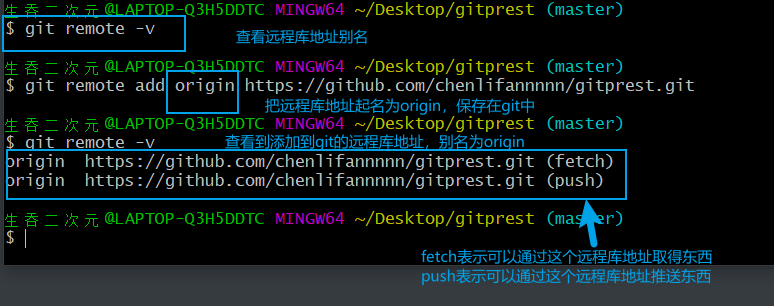 生吞二次元@LAPTOP-Q3H5DDTC MINGW64 ~/Desktop/gitprest (master)
$ git remote -v
查看远程库地址别名
生吞二次元@LAPTOP-Q3H5DDTC MINGW64 ~/Desktop/gitprest (master)
$ git remote add origin https://github.com/chenlifannnnn/gitprest.git
把远程库地址起名为origin，保存在git中
生吞二次元@LAPTOP-Q3H5DDTC MINGW64 ~/Desktop/gitprest (master)
$ git remote -v
查看到添加到git的远程库地址，别名为origin
origin https://github.com/chenlifannnnn/gitprest.git (fetch)
origin https://github.com/chenlifannnnn/gitprest.git (push)
生吞二次元@LAPTOP-Q3H5DDTC MINGW64 ~/Desktop/gitprest (master)
$
fetch表示可以通过这个远程库地址取得东西
push表示可以通过这个远程库地址推送东西